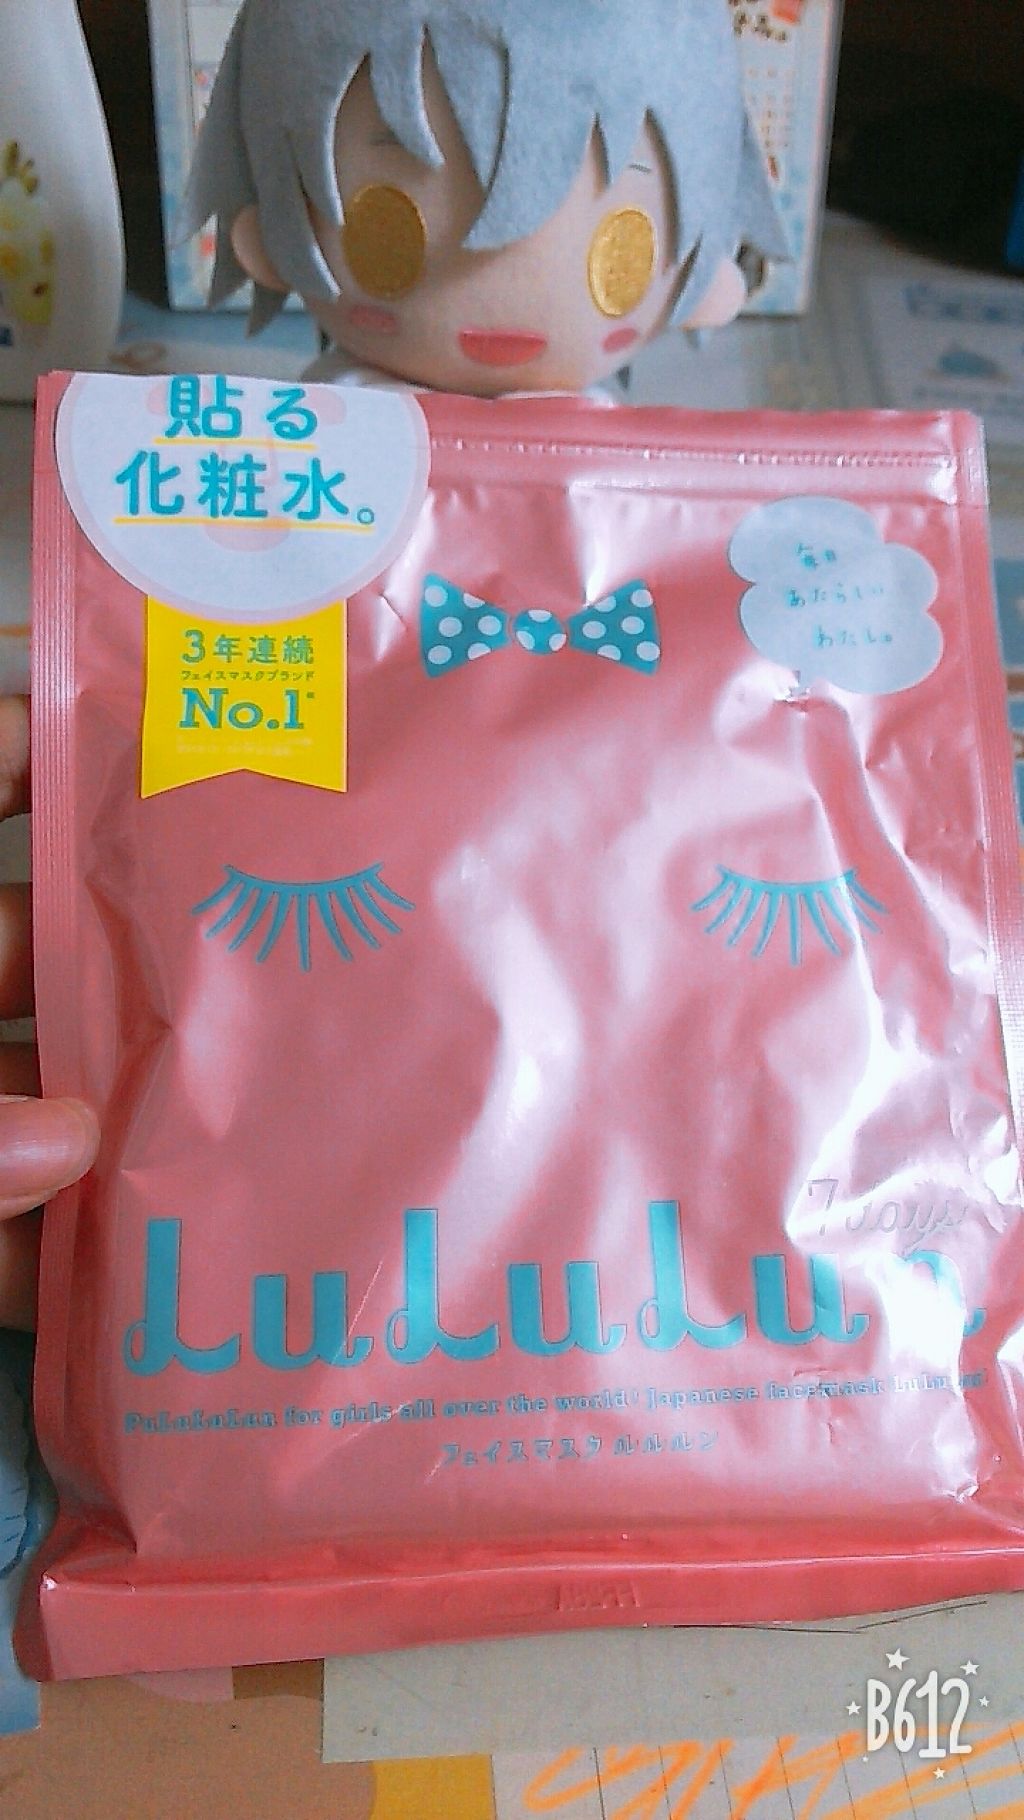 貼る
化粧水。
3年連続
フェイスマスクブランド
No.1
毎日
あたらしい
わたし。
7days
LuLuLun
PuLuLuLun for girls all over the world! Japanese facemask LuLuLun
フェイスマスク ルルルン
B612